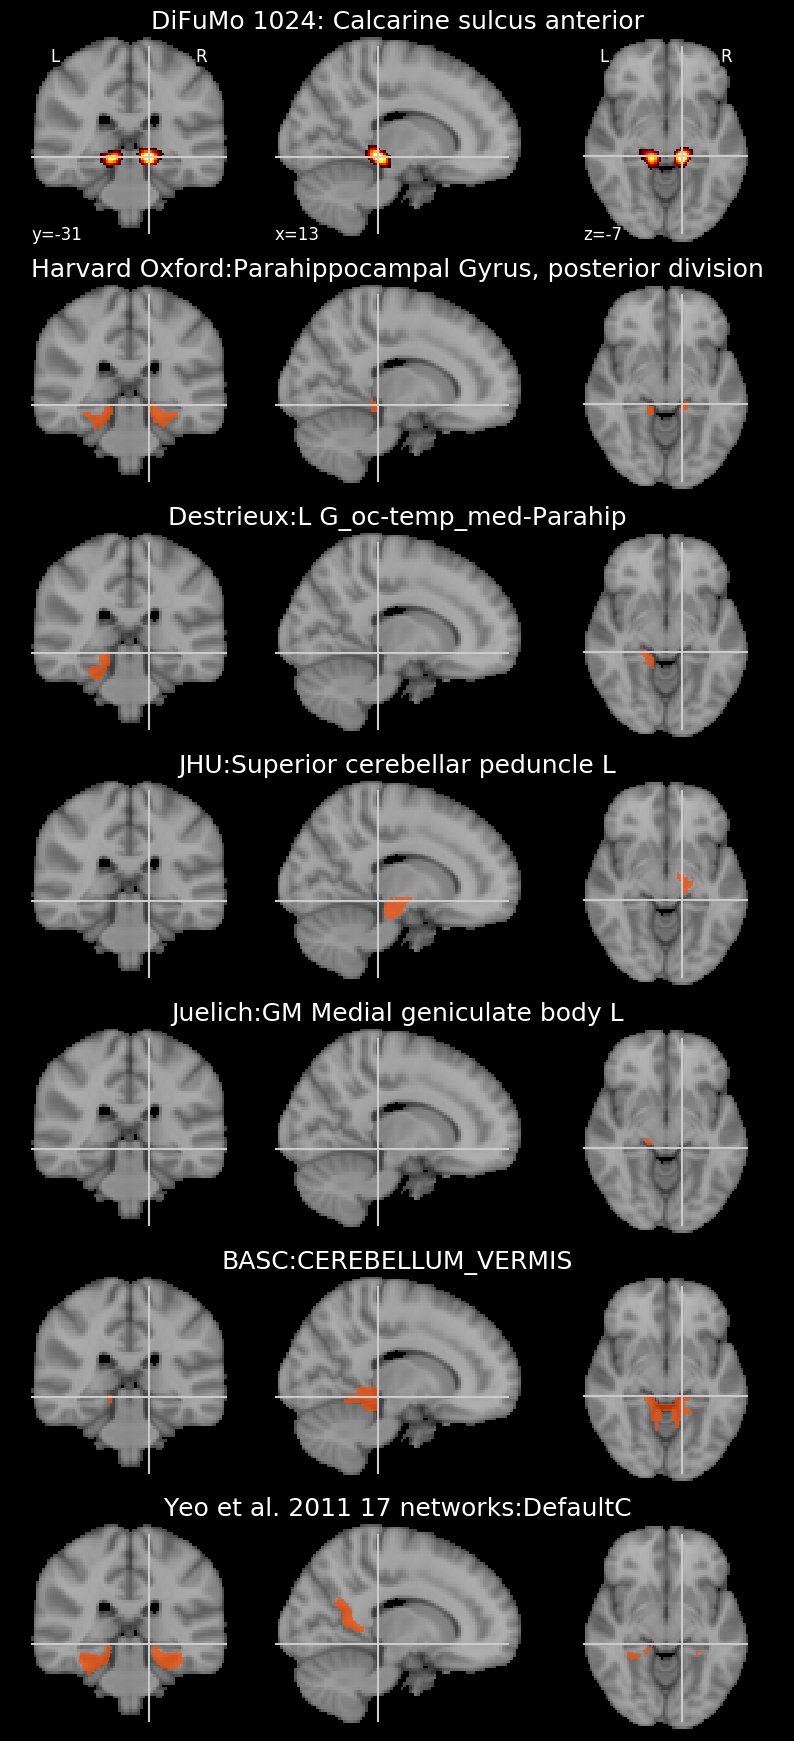 DiFuMo 1024: Calcarine sulcus anterior
L R L R
y=-31 x=13 z=-7
Harvard Oxford:Parahippocampal Gyrus, posterior division
Destrieux:L G_oc-temp_med-Parahip
JHU:Superior cerebellar peduncle L
Juelich:GM Medial geniculate body L
BASC:CEREBELLUM_VERMIS
Yeo et al. 2011 17 networks:DefaultC